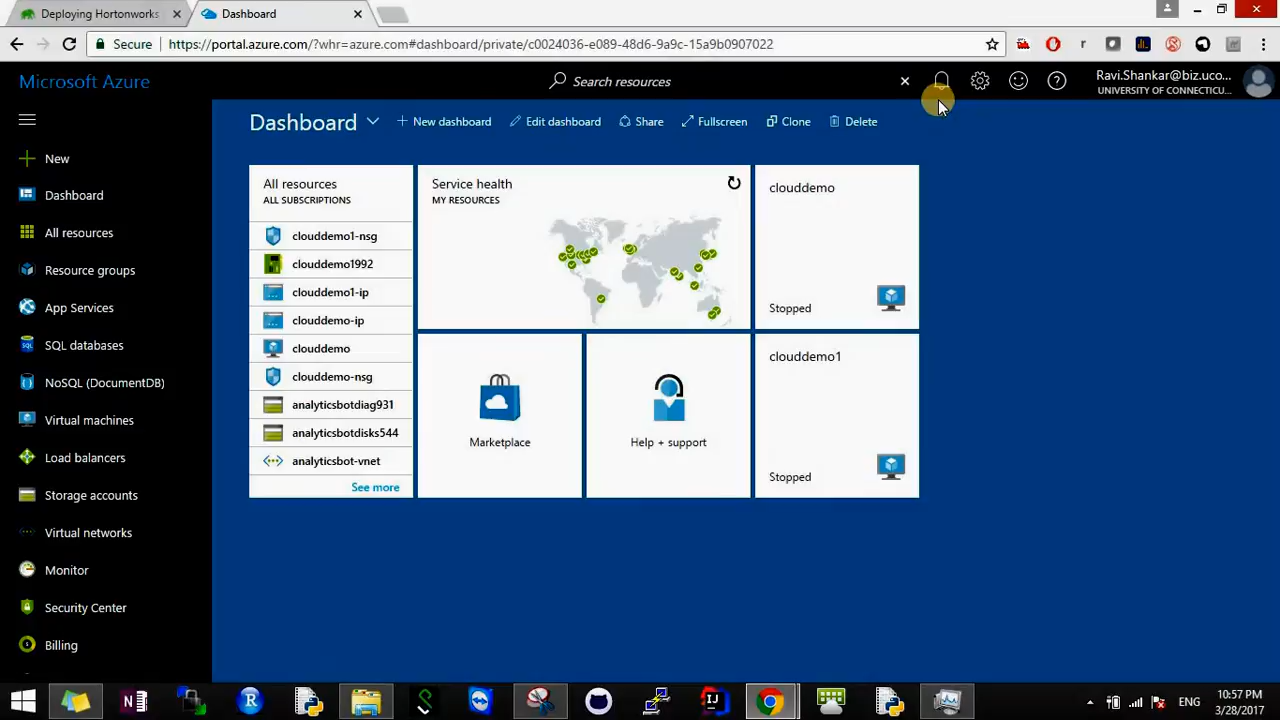 Deploying Hortonworks
Dashboard
Secure
https://portal.azure.com/?whr=azure.com#dashboard/private/c0024036-e089-48d6-9a9c-15a9b0907022
Microsoft Azure
Search resources
Ravi.Shankar@biz.uco...
UNIVERSITY OF CONNECTICU...
Dashboard
New dashboard
Edit dashboard
Share
Fullscreen
Clone
Delete
New
Dashboard
All resources
Resource groups
App Services
SQL databases
NoSQL (DocumentDB)
Virtual machines
Load balancers
Storage accounts
Virtual networks
Monitor
Security Center
Billing
All resources
ALL SUBSCRIPTIONS
clouddemo1-nsg
clouddemo1992
clouddemo1-ip
clouddemo-ip
clouddemo
clouddemo-nsg
analyticsbotdiag931
analyticsbotdisks544
analyticsbot-vnet
See more
Service health
MY RESOURCES
Marketplace
Help + support
clouddemo
Stopped
clouddemo1
Stopped
ENG
10:57 PM
3/28/2017